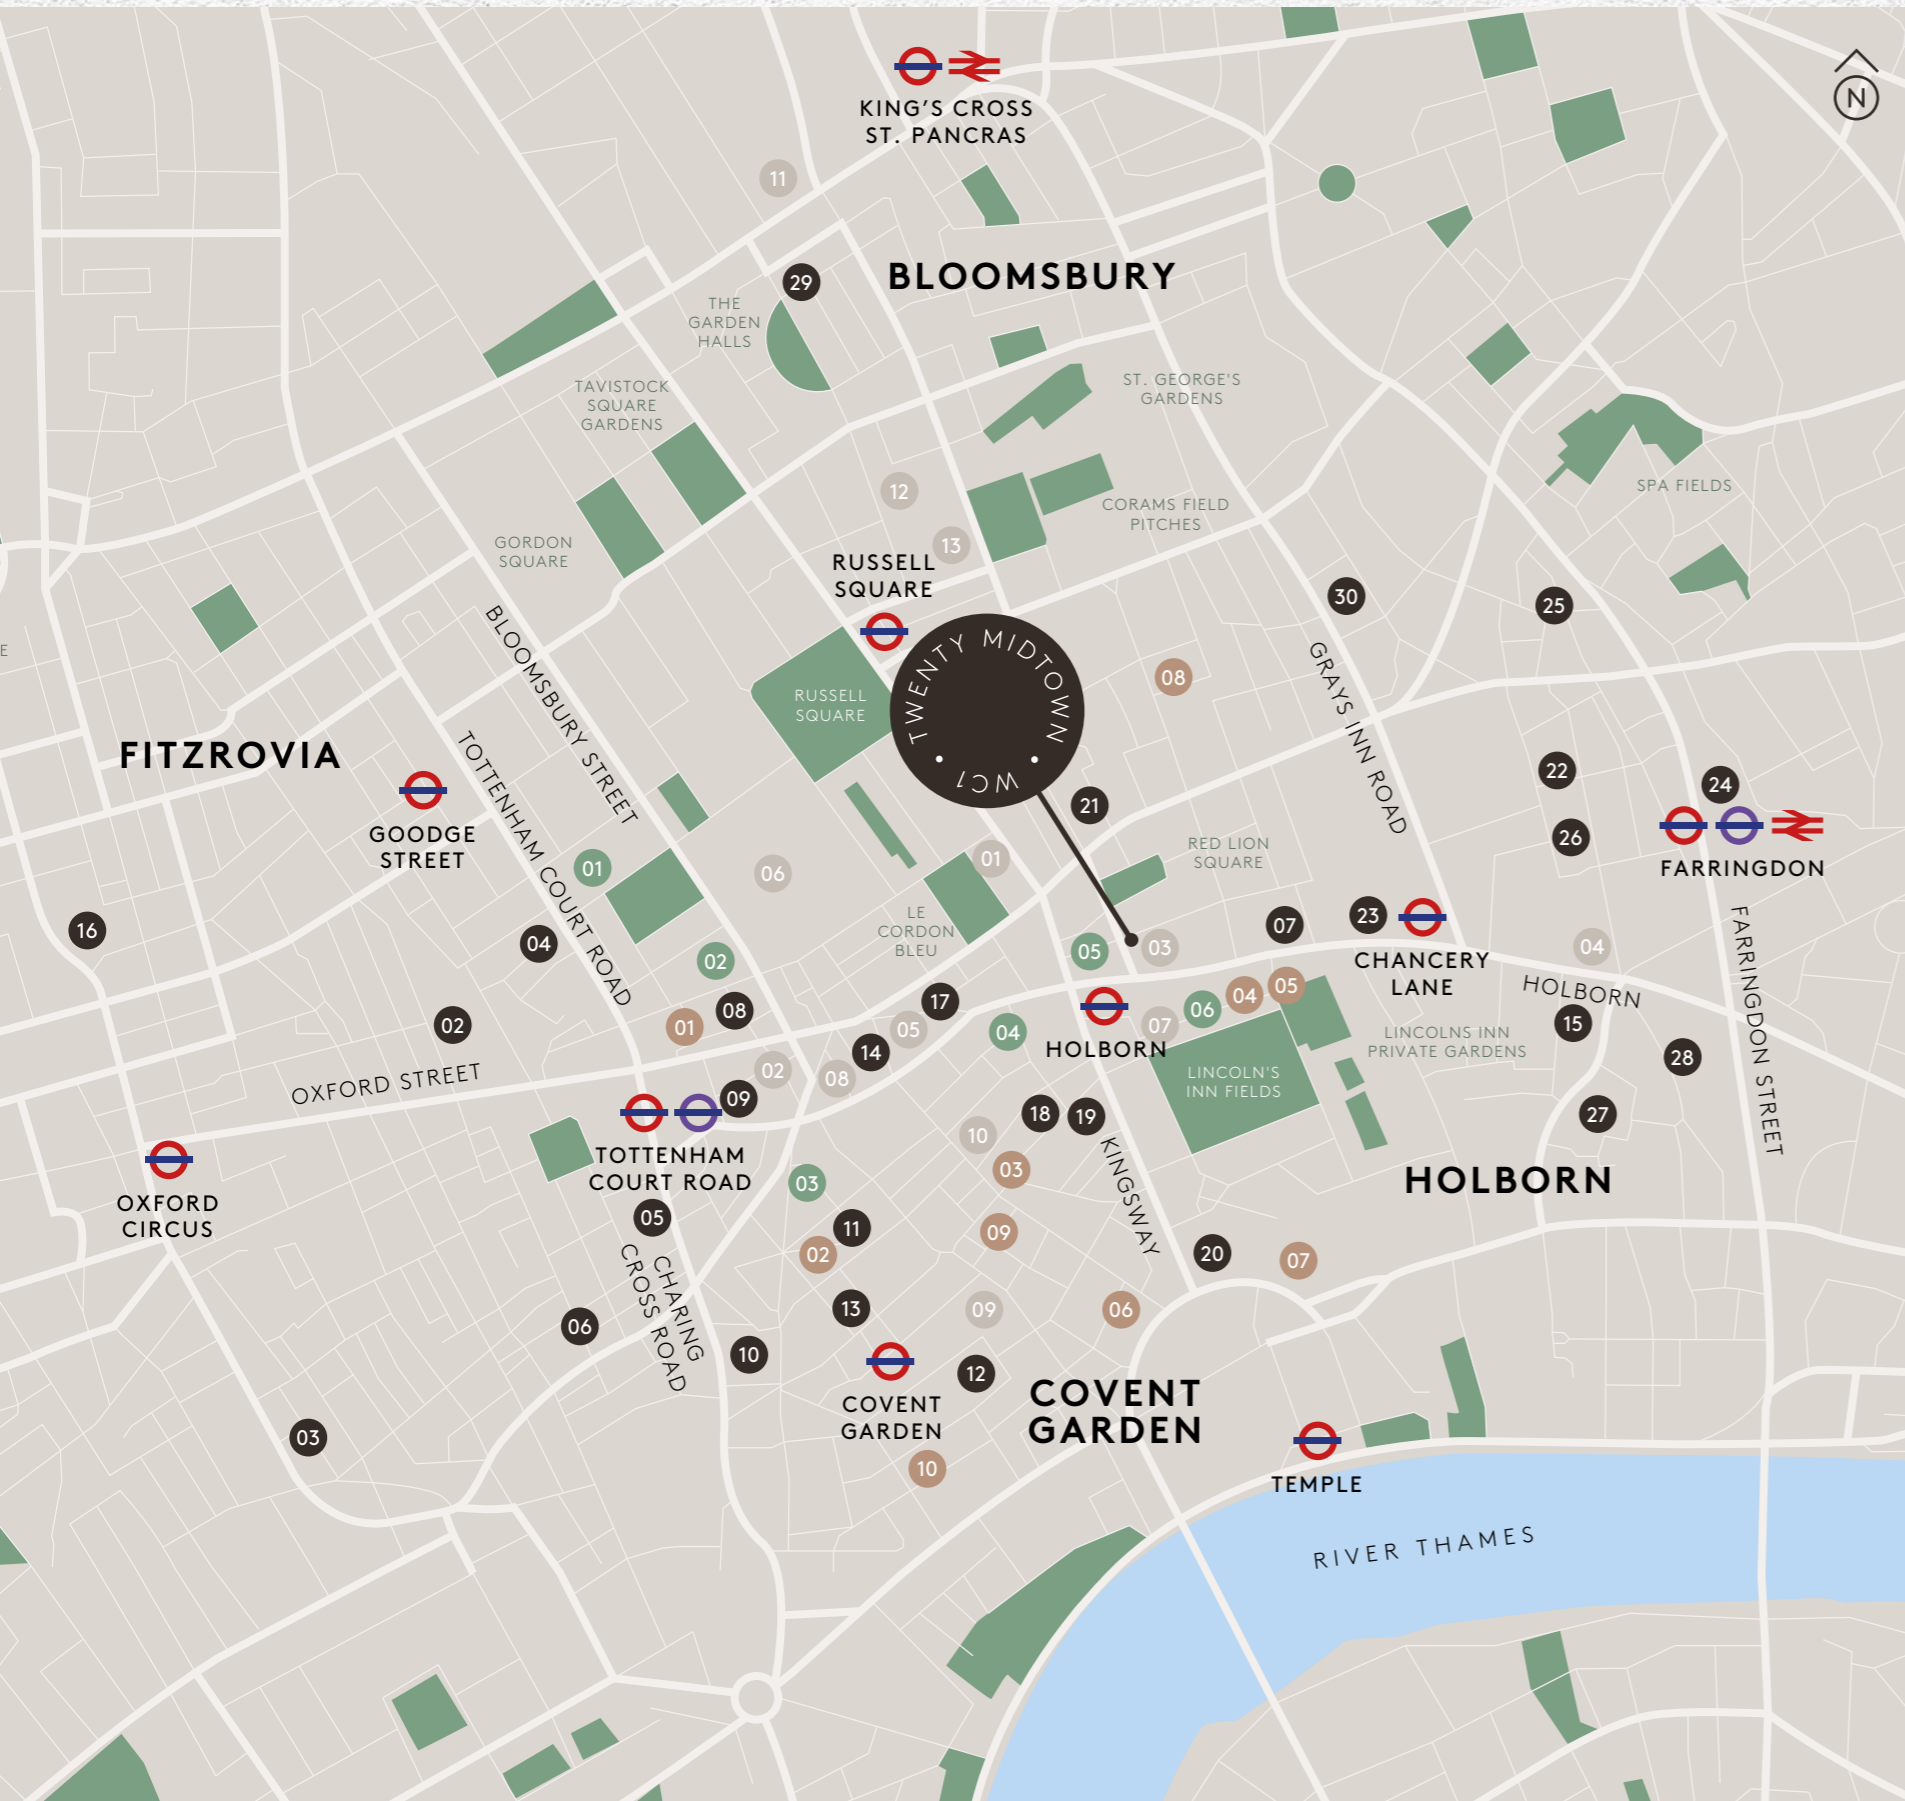 KING'S CROSS
ST. PANCRAS
N
11
BLOOMSBURY
29
THE
GARDEN
HALLS
TAVISTOCK
SQUARE
GARDENS
ST. GEORGE'S
GARDENS
12
CORAMS FIELD
PITCHES
SPA FIELDS
GORDON
SQUARE
13
RUSSELL
SQUARE
30
25
E
BLOOMSBURY STREET
TWENTY MIDTOWN
• WC1 •
RUSSELL
SQUARE
08
GRAYS INN ROAD
FITZROVIA
TOTTENHAM COURT ROAD
GOODGE
STREET
21
22
24
26
FARRINGDON
01
06
01
RED LION
SQUARE
LE
CORDON
BLEU
16
04
02
05
03
07
23
CHANCERY
LANE
04
HOLBORN
FARRINGDON STREET
02
01
08
17
05
14
04
HOLBORN
07
06
04
05
15
LINCOLNS INN
PRIVATE GARDENS
28
OXFORD STREET
02
08
09
LINCOLN'S
INN FIELDS
27
TOTTENHAM
COURT ROAD
10
18
19
03
KINGSWAY
HOLBORN
OXFORD
CIRCUS
03
05
11
02
09
20
07
CHARING
CROSS ROAD
13
09
06
06
10
12
COVENT
GARDEN
COVENT
GARDEN
03
10
TEMPLE
RIVER THAMES